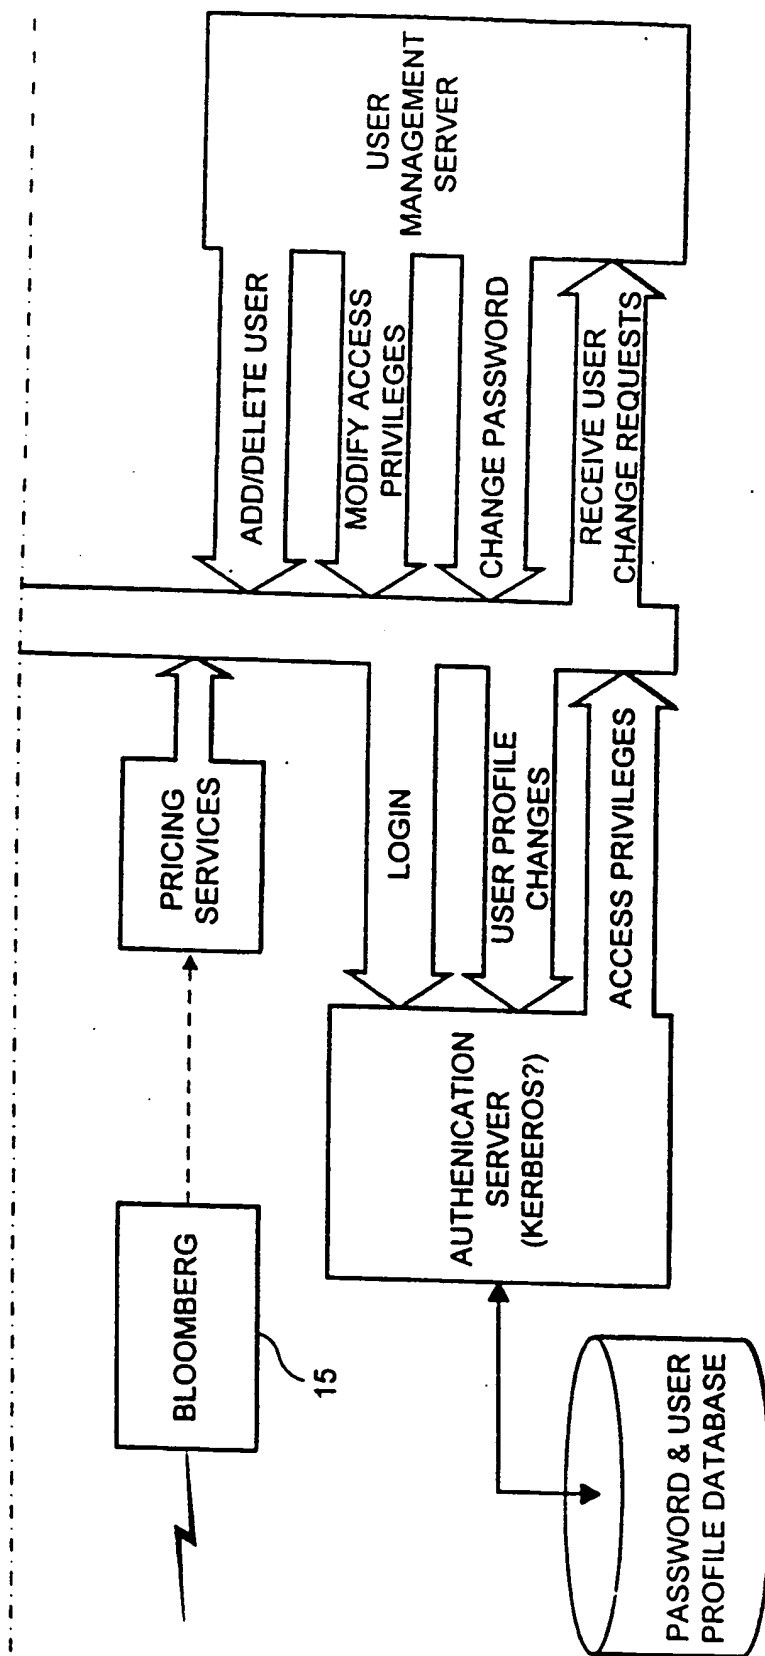 BLOOMBERG
15
PRICING
SERVICES
AUTHENICATION
SERVER
(KERBEROS?)
PASSWORD & USER
PROFILE DATABASE
LOGIN
USER PROFILE
CHANGES
ACCESS PRIVILEGES
ADD/DELETE USER
MODIFY ACCESS
PRIVILEGES
CHANGE PASSWORD
RECEIVE USER
CHANGE REQUESTS
USER
MANAGEMENT
SERVER